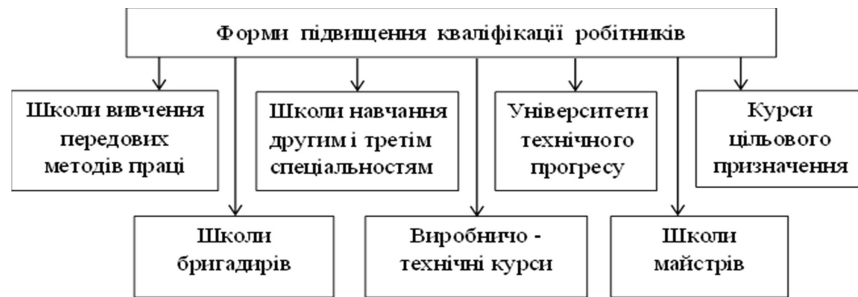 Форми підвищення кваліфікації робітників
Школи вивчення
передових
методів праці
Школи навчання
другим і третім
спеціальностям
Університети
технічного
прогресу
Курси
цільового
призначення
Школи
бригадирів
Виробничо -
технічні курси
Школи
майстрів